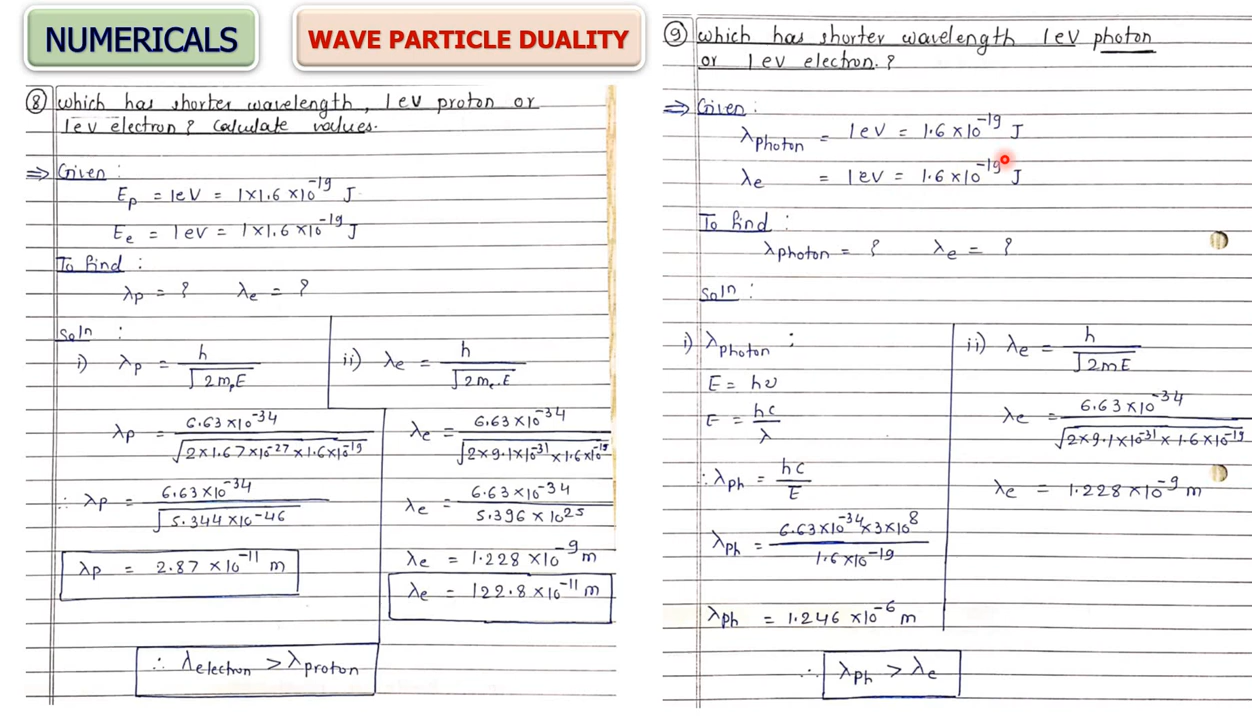 NUMERICALS
WAVE PARTICLE DUALITY
⑧ which has shorter wavelength, 1 ev proton or
1ev electron? calculate values.
⇒ Given :
Ep = 1eV = 1×1.6 ×10⁻¹⁹ J
Ee = 1eV = 1×1.6×10⁻¹⁹ J
To find :
λp = ? λe = ?
Soln :
i) λp = h / √2mpE
ii) λe = h / √2me.E
λp = 6.63×10⁻³⁴ / √2×1.67×10⁻²⁷×1.6×10⁻¹⁹
∴ λp = 6.63×10⁻³⁴ / √5.344×10⁻⁴⁶
λp = 2.87 ×10⁻¹¹ m
λe = 6.63×10⁻³⁴ / √2×9.1×10⁻³¹×1.6×10⁻¹⁹
λe = 6.63×10⁻³⁴ / 5.396 × 10²⁵
λe = 1.228 ×10⁻⁹ m
λe = 122.8 ×10⁻¹¹ m
∴ λelectron > λproton
⑨ which has shorter wavelength 1ev photon
or 1 ev electron.?
⇒ Given :
λphoton = 1eV = 1.6 ×10⁻¹⁹ J
λe = 1ev = 1.6×10⁻¹⁹ J
To find :
λphoton = ? λe = ?
Soln :
i) λphoton :
E = hυ
E = hc / λ
∴ λph = hc / E
λph = 6.63×10⁻³⁴×3×10⁸ / 1.6×10⁻¹⁹
λph = 1.246 ×10⁻⁶ m
ii) λe = h / √2mE
λe = 6.63×10⁻³⁴ / √2×9.1×10⁻³¹×1.6×10⁻¹⁹
λe = 1.228×10⁻⁹ m
∴ λph > λe